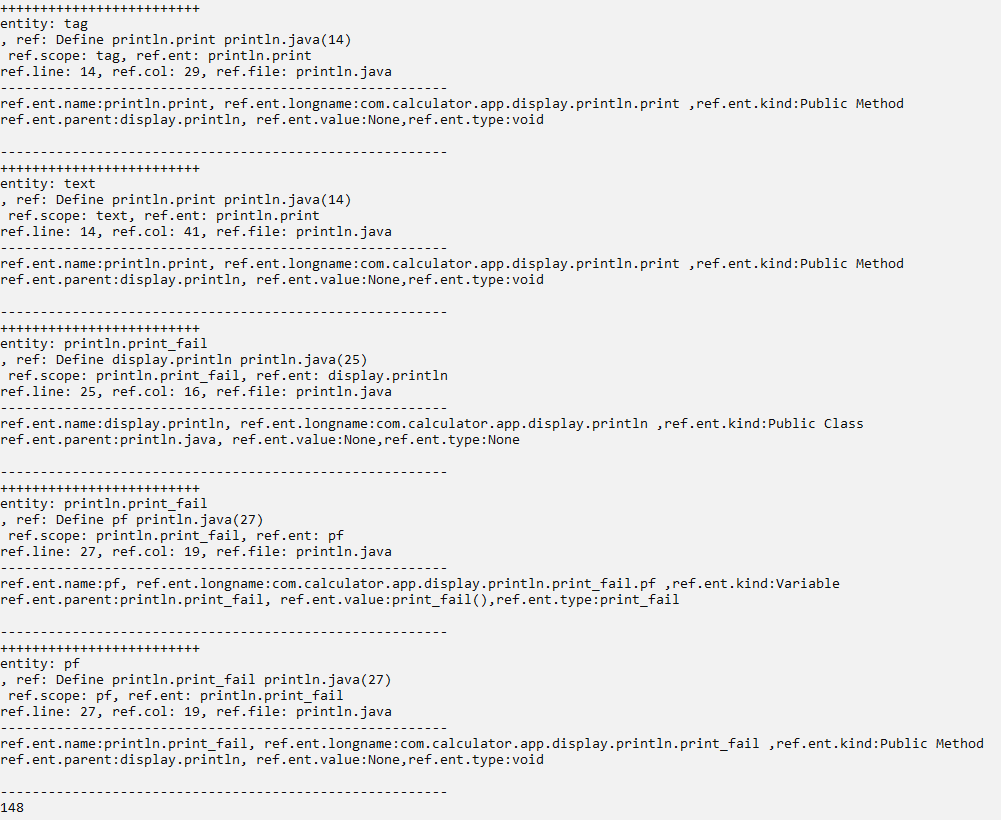 +++++++++++++++++++++++++
entity: tag
, ref: Define println.print println.java(14)
 ref.scope: tag, ref.ent: println.print
ref.line: 14, ref.col: 29, ref.file: println.java
--------------------------------------------------------
ref.ent.name:println.print, ref.ent.longname:com.calculator.app.display.println.print ,ref.ent.kind:Public Method
ref.ent.parent:display.println, ref.ent.value:None,ref.ent.type:void

--------------------------------------------------------
+++++++++++++++++++++++++
entity: text
, ref: Define println.print println.java(14)
 ref.scope: text, ref.ent: println.print
ref.line: 14, ref.col: 41, ref.file: println.java
--------------------------------------------------------
ref.ent.name:println.print, ref.ent.longname:com.calculator.app.display.println.print ,ref.ent.kind:Public Method
ref.ent.parent:display.println, ref.ent.value:None,ref.ent.type:void

--------------------------------------------------------
+++++++++++++++++++++++++
entity: println.print_fail
, ref: Define display.println println.java(25)
 ref.scope: println.print_fail, ref.ent: display.println
ref.line: 25, ref.col: 16, ref.file: println.java
--------------------------------------------------------
ref.ent.name:display.println, ref.ent.longname:com.calculator.app.display.println ,ref.ent.kind:Public Class
ref.ent.parent:println.java, ref.ent.value:None,ref.ent.type:None

--------------------------------------------------------
+++++++++++++++++++++++++
entity: println.print_fail
, ref: Define pf println.java(27)
 ref.scope: println.print_fail, ref.ent: pf
ref.line: 27, ref.col: 19, ref.file: println.java
--------------------------------------------------------
ref.ent.name:pf, ref.ent.longname:com.calculator.app.display.println.print_fail.pf ,ref.ent.kind:Variable
ref.ent.parent:println.print_fail, ref.ent.value:print_fail(),ref.ent.type:print_fail

--------------------------------------------------------
+++++++++++++++++++++++++
entity: pf
, ref: Define println.print_fail println.java(27)
 ref.scope: pf, ref.ent: println.print_fail
ref.line: 27, ref.col: 19, ref.file: println.java
--------------------------------------------------------
ref.ent.name:println.print_fail, ref.ent.longname:com.calculator.app.display.println.print_fail ,ref.ent.kind:Public Method
ref.ent.parent:display.println, ref.ent.value:None,ref.ent.type:void

--------------------------------------------------------
148